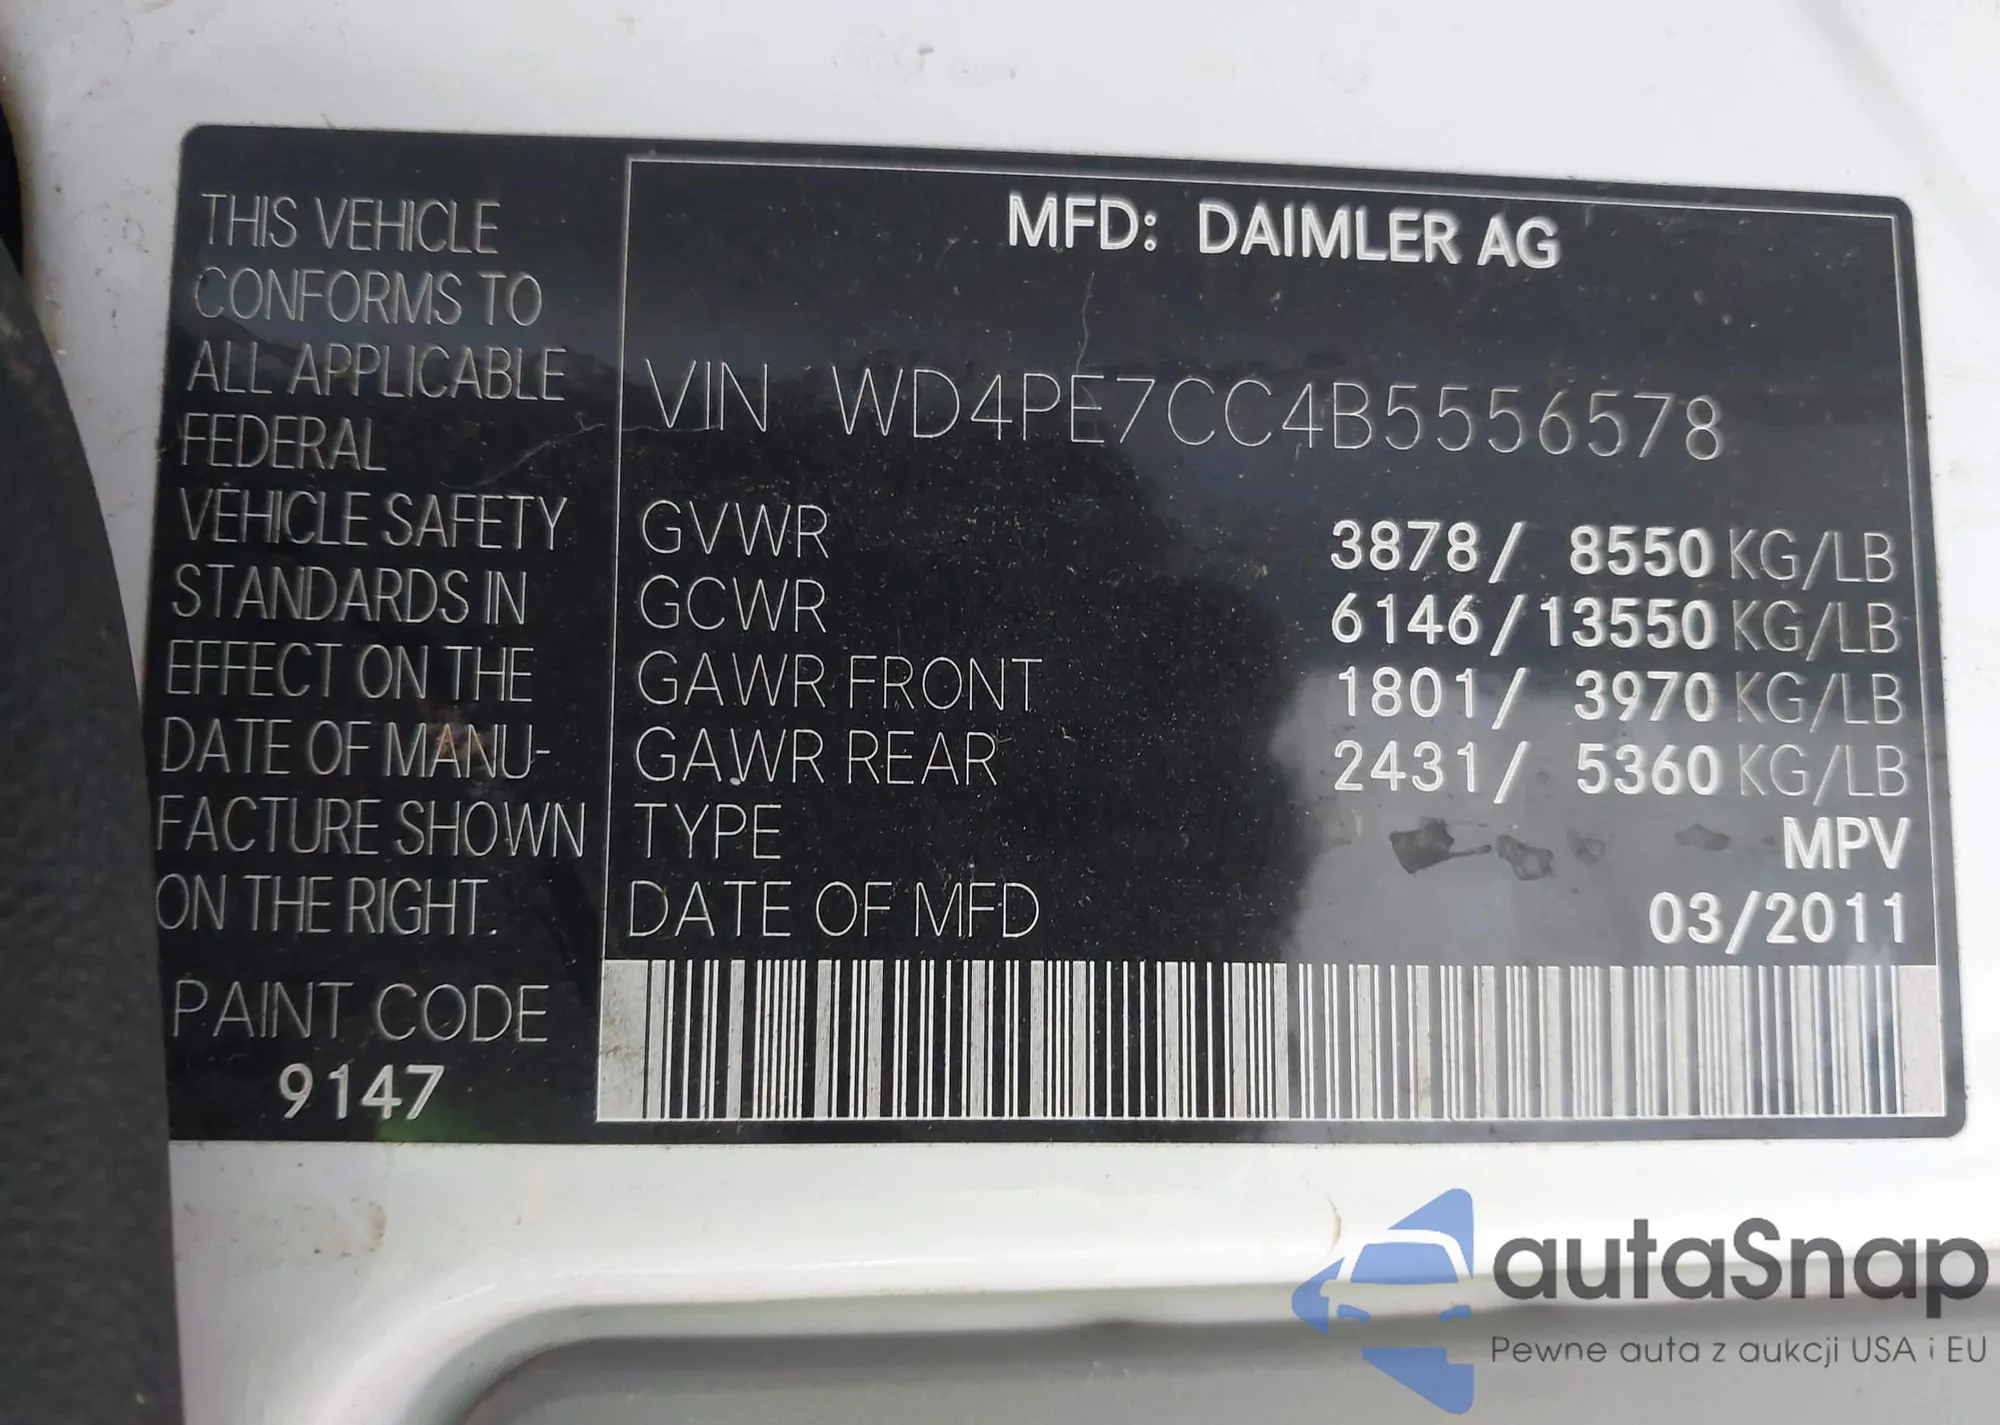 THIS VEHICLE
CONFORMS TO
ALL APPLICABLE
FEDERAL
VEHICLE SAFETY
STANDARDS IN
EFFECT ON THE
DATE OF MANU-
FACTURE SHOWN
ON THE RIGHT.
PAINT CODE
9147
MFD: DAIMLER AG
VIN WD4PE7CC4B5556578
GVWR 3878/ 8550 KG/LB
GCWR 6146/13550 KG/LB
GAWR FRONT 1801/ 3970 KG/LB
GAWR REAR 2431/ 5360 KG/LB
TYPE MPV
DATE OF MFD 03/2011
autaSnap
Pewne auta z aukcji USA i EU